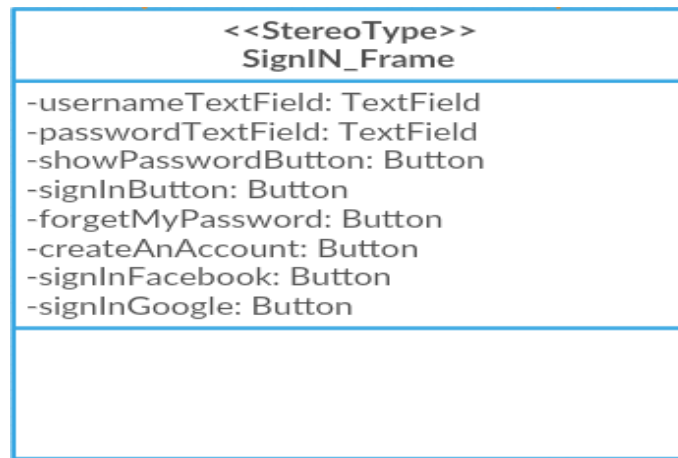 <<StereoType>>
SignIN_Frame
-usernameTextField: TextField
-passwordTextField: TextField
-showPasswordButton: Button
-signInButton: Button
-forgetMyPassword: Button
-createAnAccount: Button
-signInFacebook: Button
-signInGoogle: Button